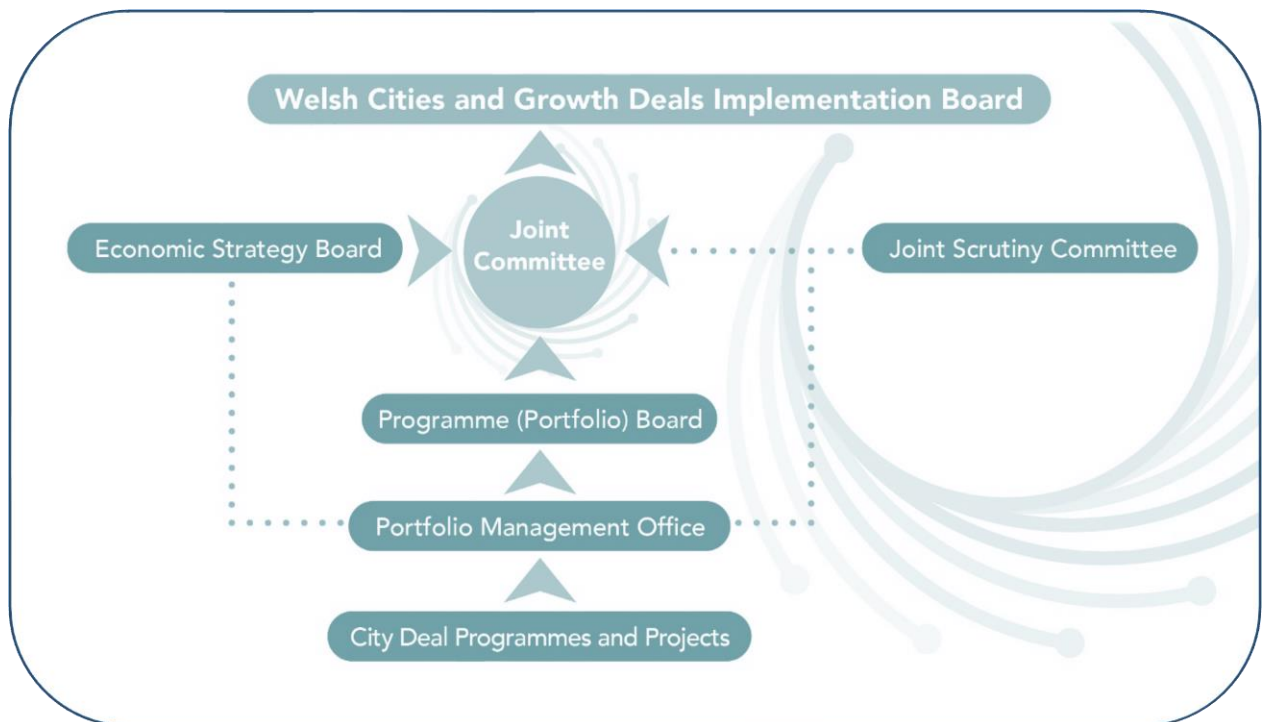 Welsh Cities and Growth Deals Implementation Board
Economic Strategy Board
Joint
Committee
Joint Scrutiny Committee
Programme (Portfolio) Board
Portfolio Management Office
City Deal Programmes and Projects